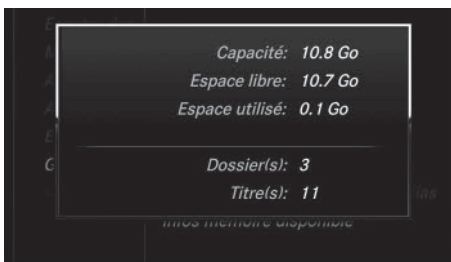 Capacité: 10.8 Go
Espace libre: 10.7 Go
Espace utilisé: 0.1 Go
Dossier(s): 3
Titre(s): 11
Infos mémoire disponible